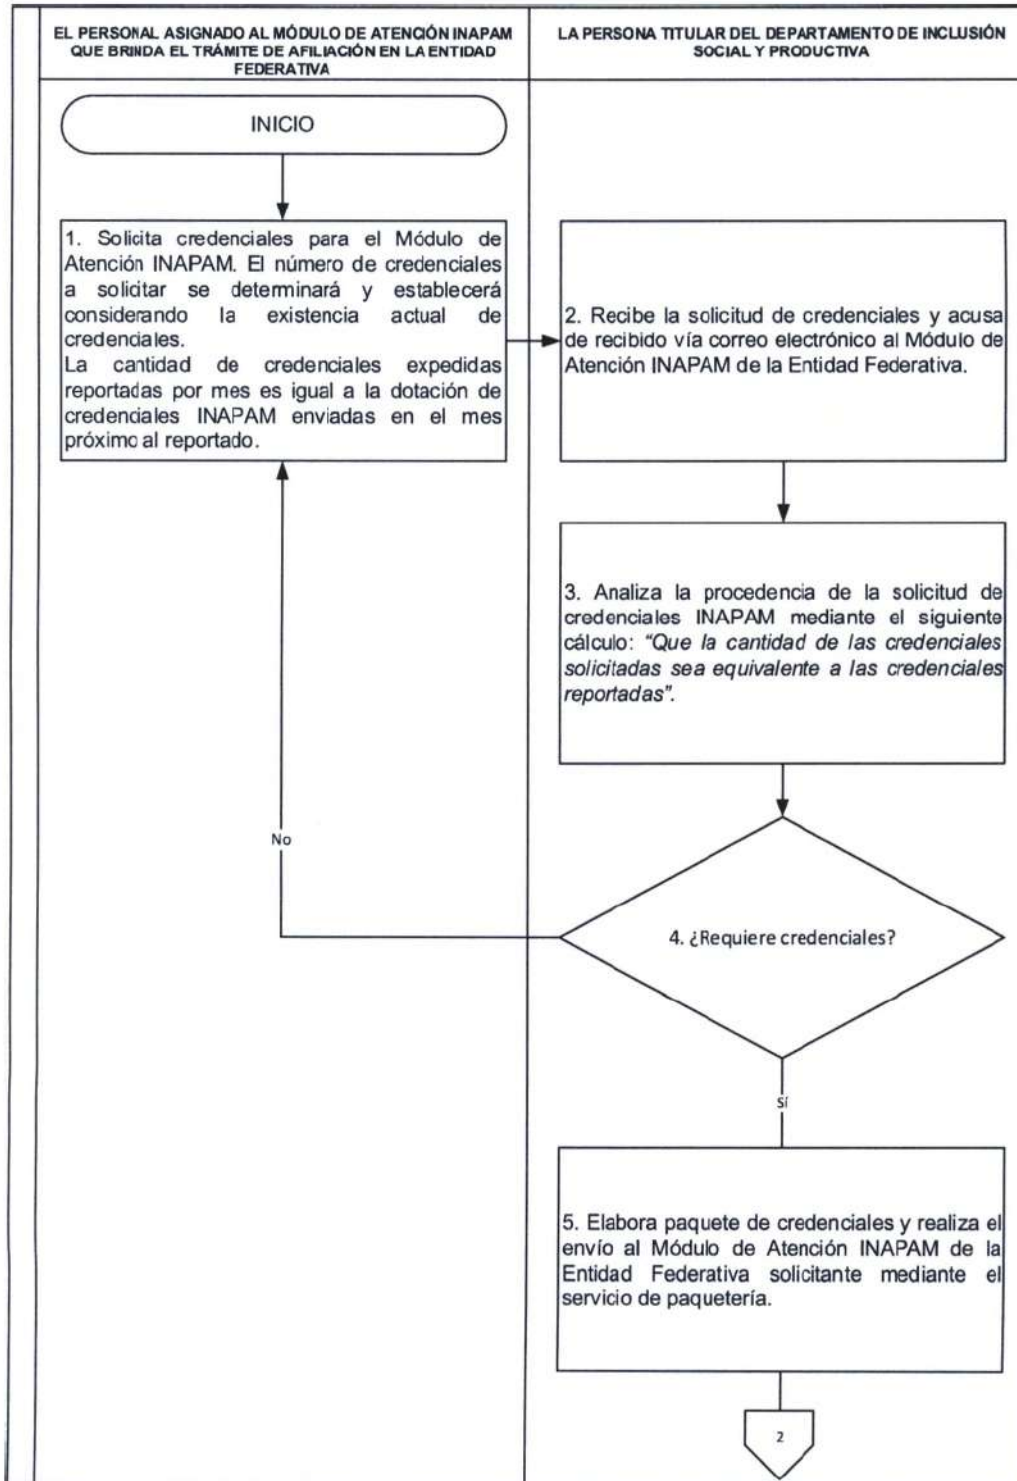 EL PERSONAL ASIGNADO AL MÓDULO DE ATENCIÓN INAPAM
QUE BRINDA EL TRÁMITE DE AFILIACIÓN EN LA ENTIDAD
FEDERATIVA
LA PERSONA TITULAR DEL DEPARTAMENTO DE INCLUSIÓN
SOCIAL Y PRODUCTIVA
INICIO
1. Solicita credenciales para el Módulo de
Atención INAPAM. El número de credenciales
a solicitar se determinará y establecerá
considerando la existencia actual de
credenciales.
La cantidad de credenciales expedidas
reportadas por mes es igual a la dotación de
credenciales INAPAM enviadas en el mes
próximo al reportado.
2. Recibe la solicitud de credenciales y acusa
de recibido vía correo electrónico al Módulo de
Atención INAPAM de la Entidad Federativa.
3. Analiza la procedencia de la solicitud de
credenciales INAPAM mediante el siguiente
cálculo: “Que la cantidad de las credenciales
solicitadas sea equivalente a las credenciales
reportadas”.
No
4. ¿Requiere credenciales?
Sí
5. Elabora paquete de credenciales y realiza el
envío al Módulo de Atención INAPAM de la
Entidad Federativa solicitante mediante el
servicio de paquetería.
2